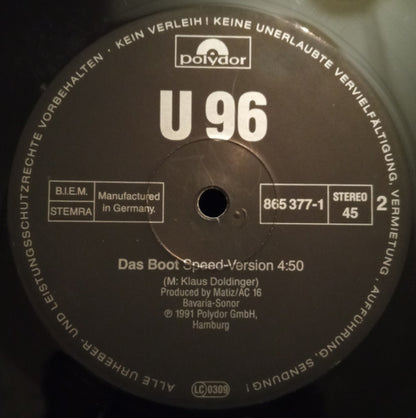 ALLE URHEBER- UND LEISTUNGSSCHUTZRECHTE VORBEHALTEN · KEIN VERLEIH! KEINE UNERLAUBTE VERVIELFÄLTIGUNG, VERMIETUNG, AUFFÜHRUNG, SENDUNG!
polydor
U 96
B.I.E.M.
STEMRA
Manufactured
in Germany.
865 377-1
STEREO
45
2
Das Boot Speed-Version 4:50
(M: Klaus Doldinger)
Produced by Matiz/AC 16
Bavaria-Sonor
℗ 1991 Polydor GmbH,
Hamburg
LC 0309